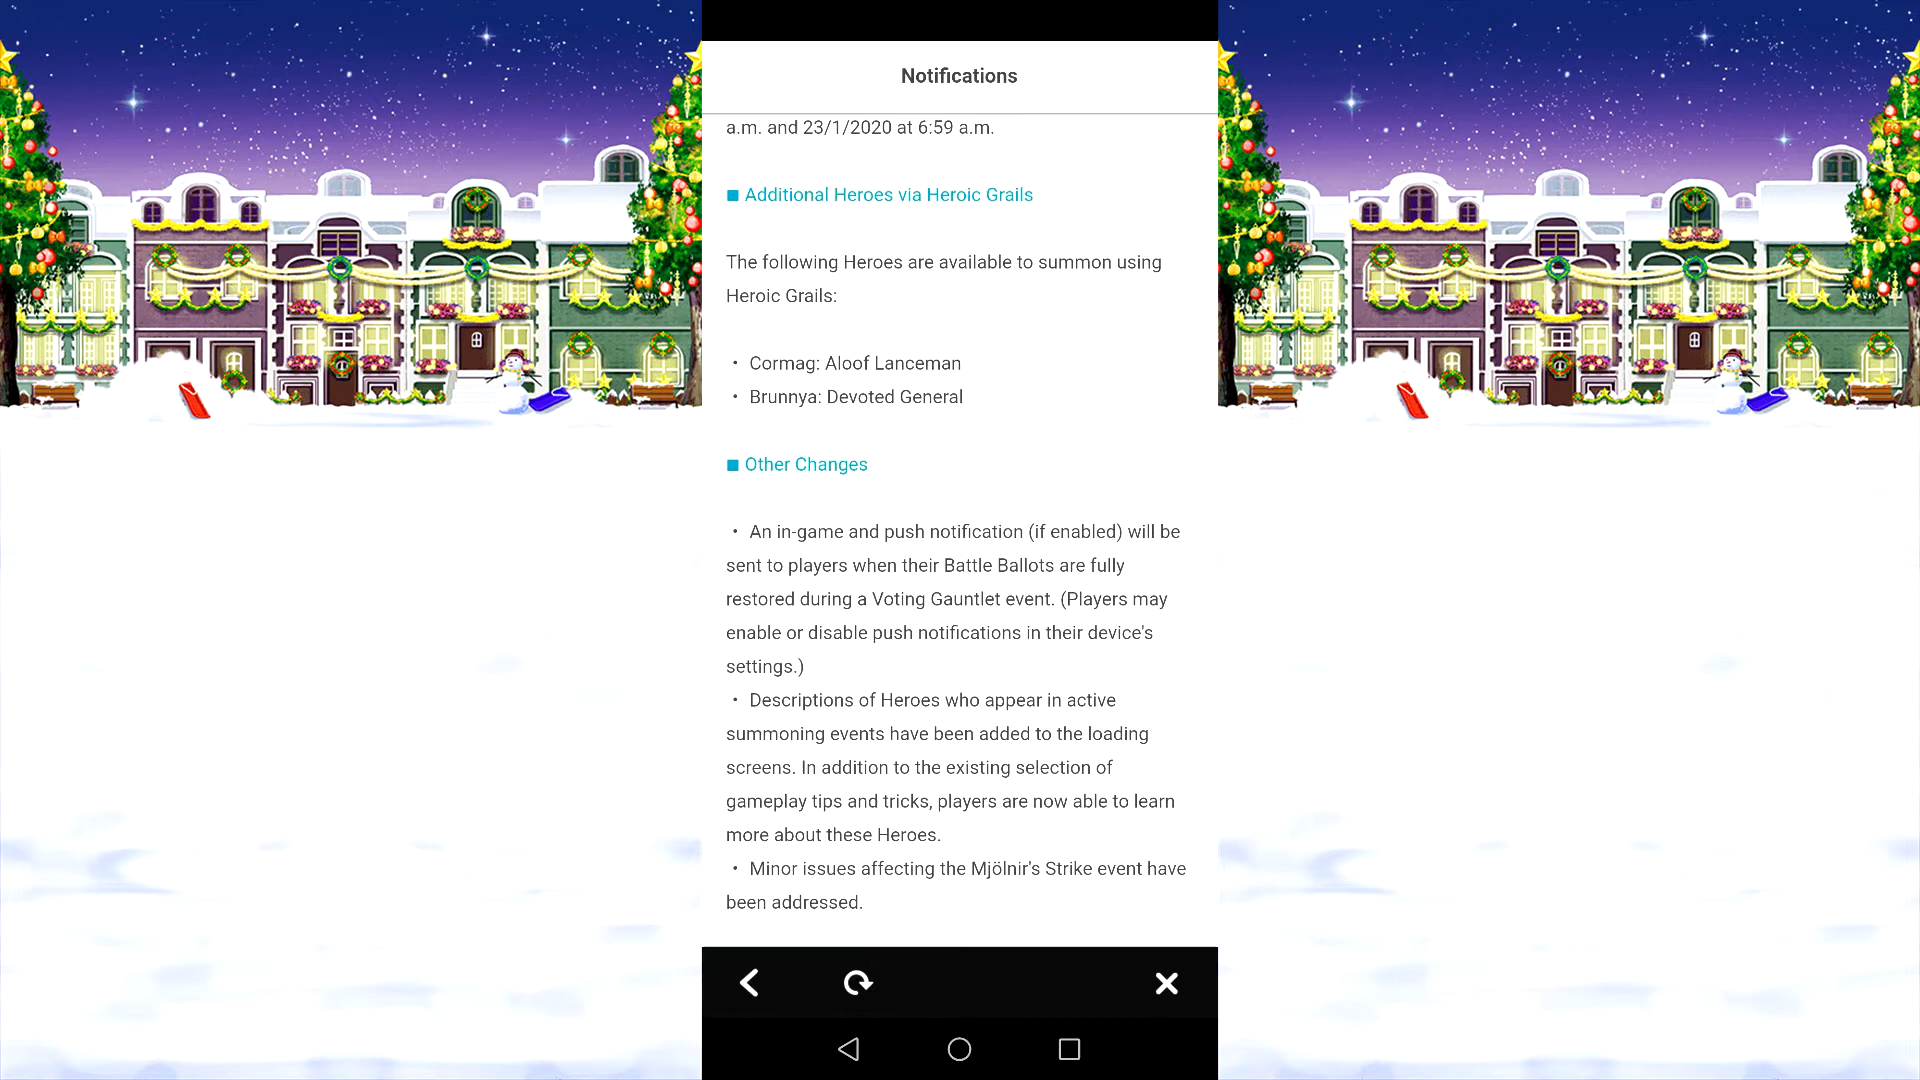 Notifications
a.m. and 23/1/2020 at 6:59 a.m.
■ Additional Heroes via Heroic Grails
The following Heroes are available to summon using
Heroic Grails:
・ Cormag: Aloof Lanceman
・ Brunnya: Devoted General
■ Other Changes
・ An in-game and push notification (if enabled) will be
sent to players when their Battle Ballots are fully
restored during a Voting Gauntlet event. (Players may
enable or disable push notifications in their device's
settings.)
・ Descriptions of Heroes who appear in active
summoning events have been added to the loading
screens. In addition to the existing selection of
gameplay tips and tricks, players are now able to learn
more about these Heroes.
・ Minor issues affecting the Mjölnir's Strike event have
been addressed.